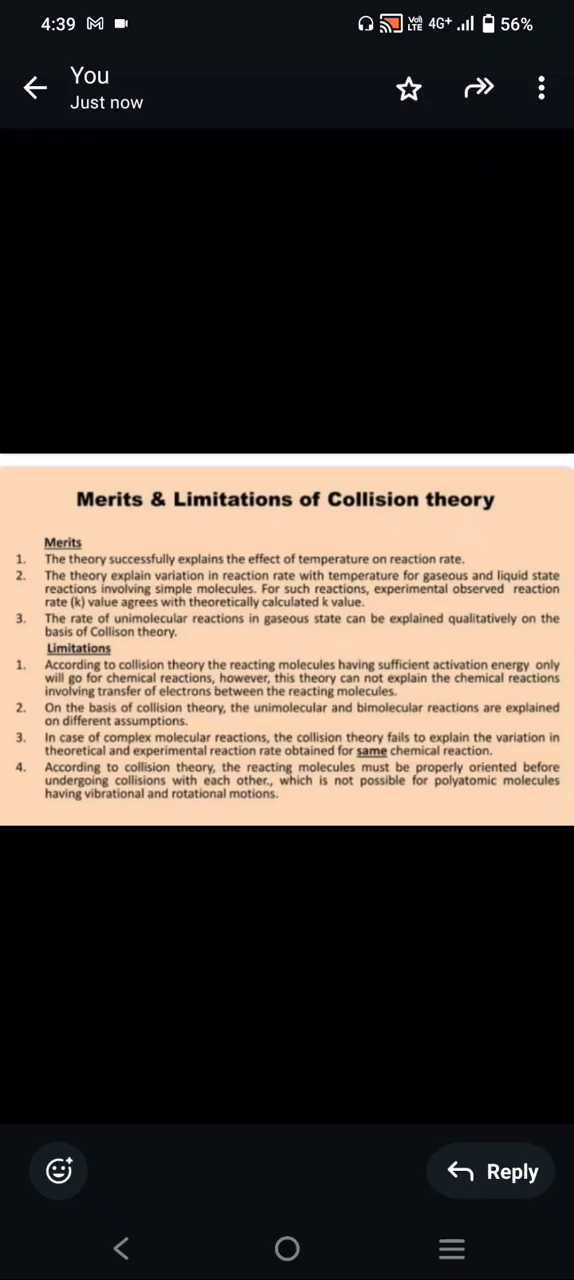 4:39
Vo) LTE 4G+ 56%
You
Just now
Merits & Limitations of Collision theory
Merits
1. The theory successfully explains the effect of temperature on reaction rate.
2. The theory explain variation in reaction rate with temperature for gaseous and liquid state
reactions involving simple molecules. For such reactions, experimental observed reaction
rate (k) value agrees with theoretically calculated k value.
3. The rate of unimolecular reactions in gaseous state can be explained qualitatively on the
basis of Collison theory.
Limitations
1. According to collision theory the reacting molecules having sufficient activation energy only
will go for chemical reactions, however, this theory can not explain the chemical reactions
involving transfer of electrons between the reacting molecules.
2. On the basis of collision theory, the unimolecular and bimolecular reactions are explained
on different assumptions.
3. In case of complex molecular reactions, the collision theory fails to explain the variation in
theoretical and experimental reaction rate obtained for same chemical reaction.
4. According to collision theory, the reacting molecules must be properly oriented before
undergoing collisions with each other., which is not possible for polyatomic molecules
having vibrational and rotational motions.
Reply